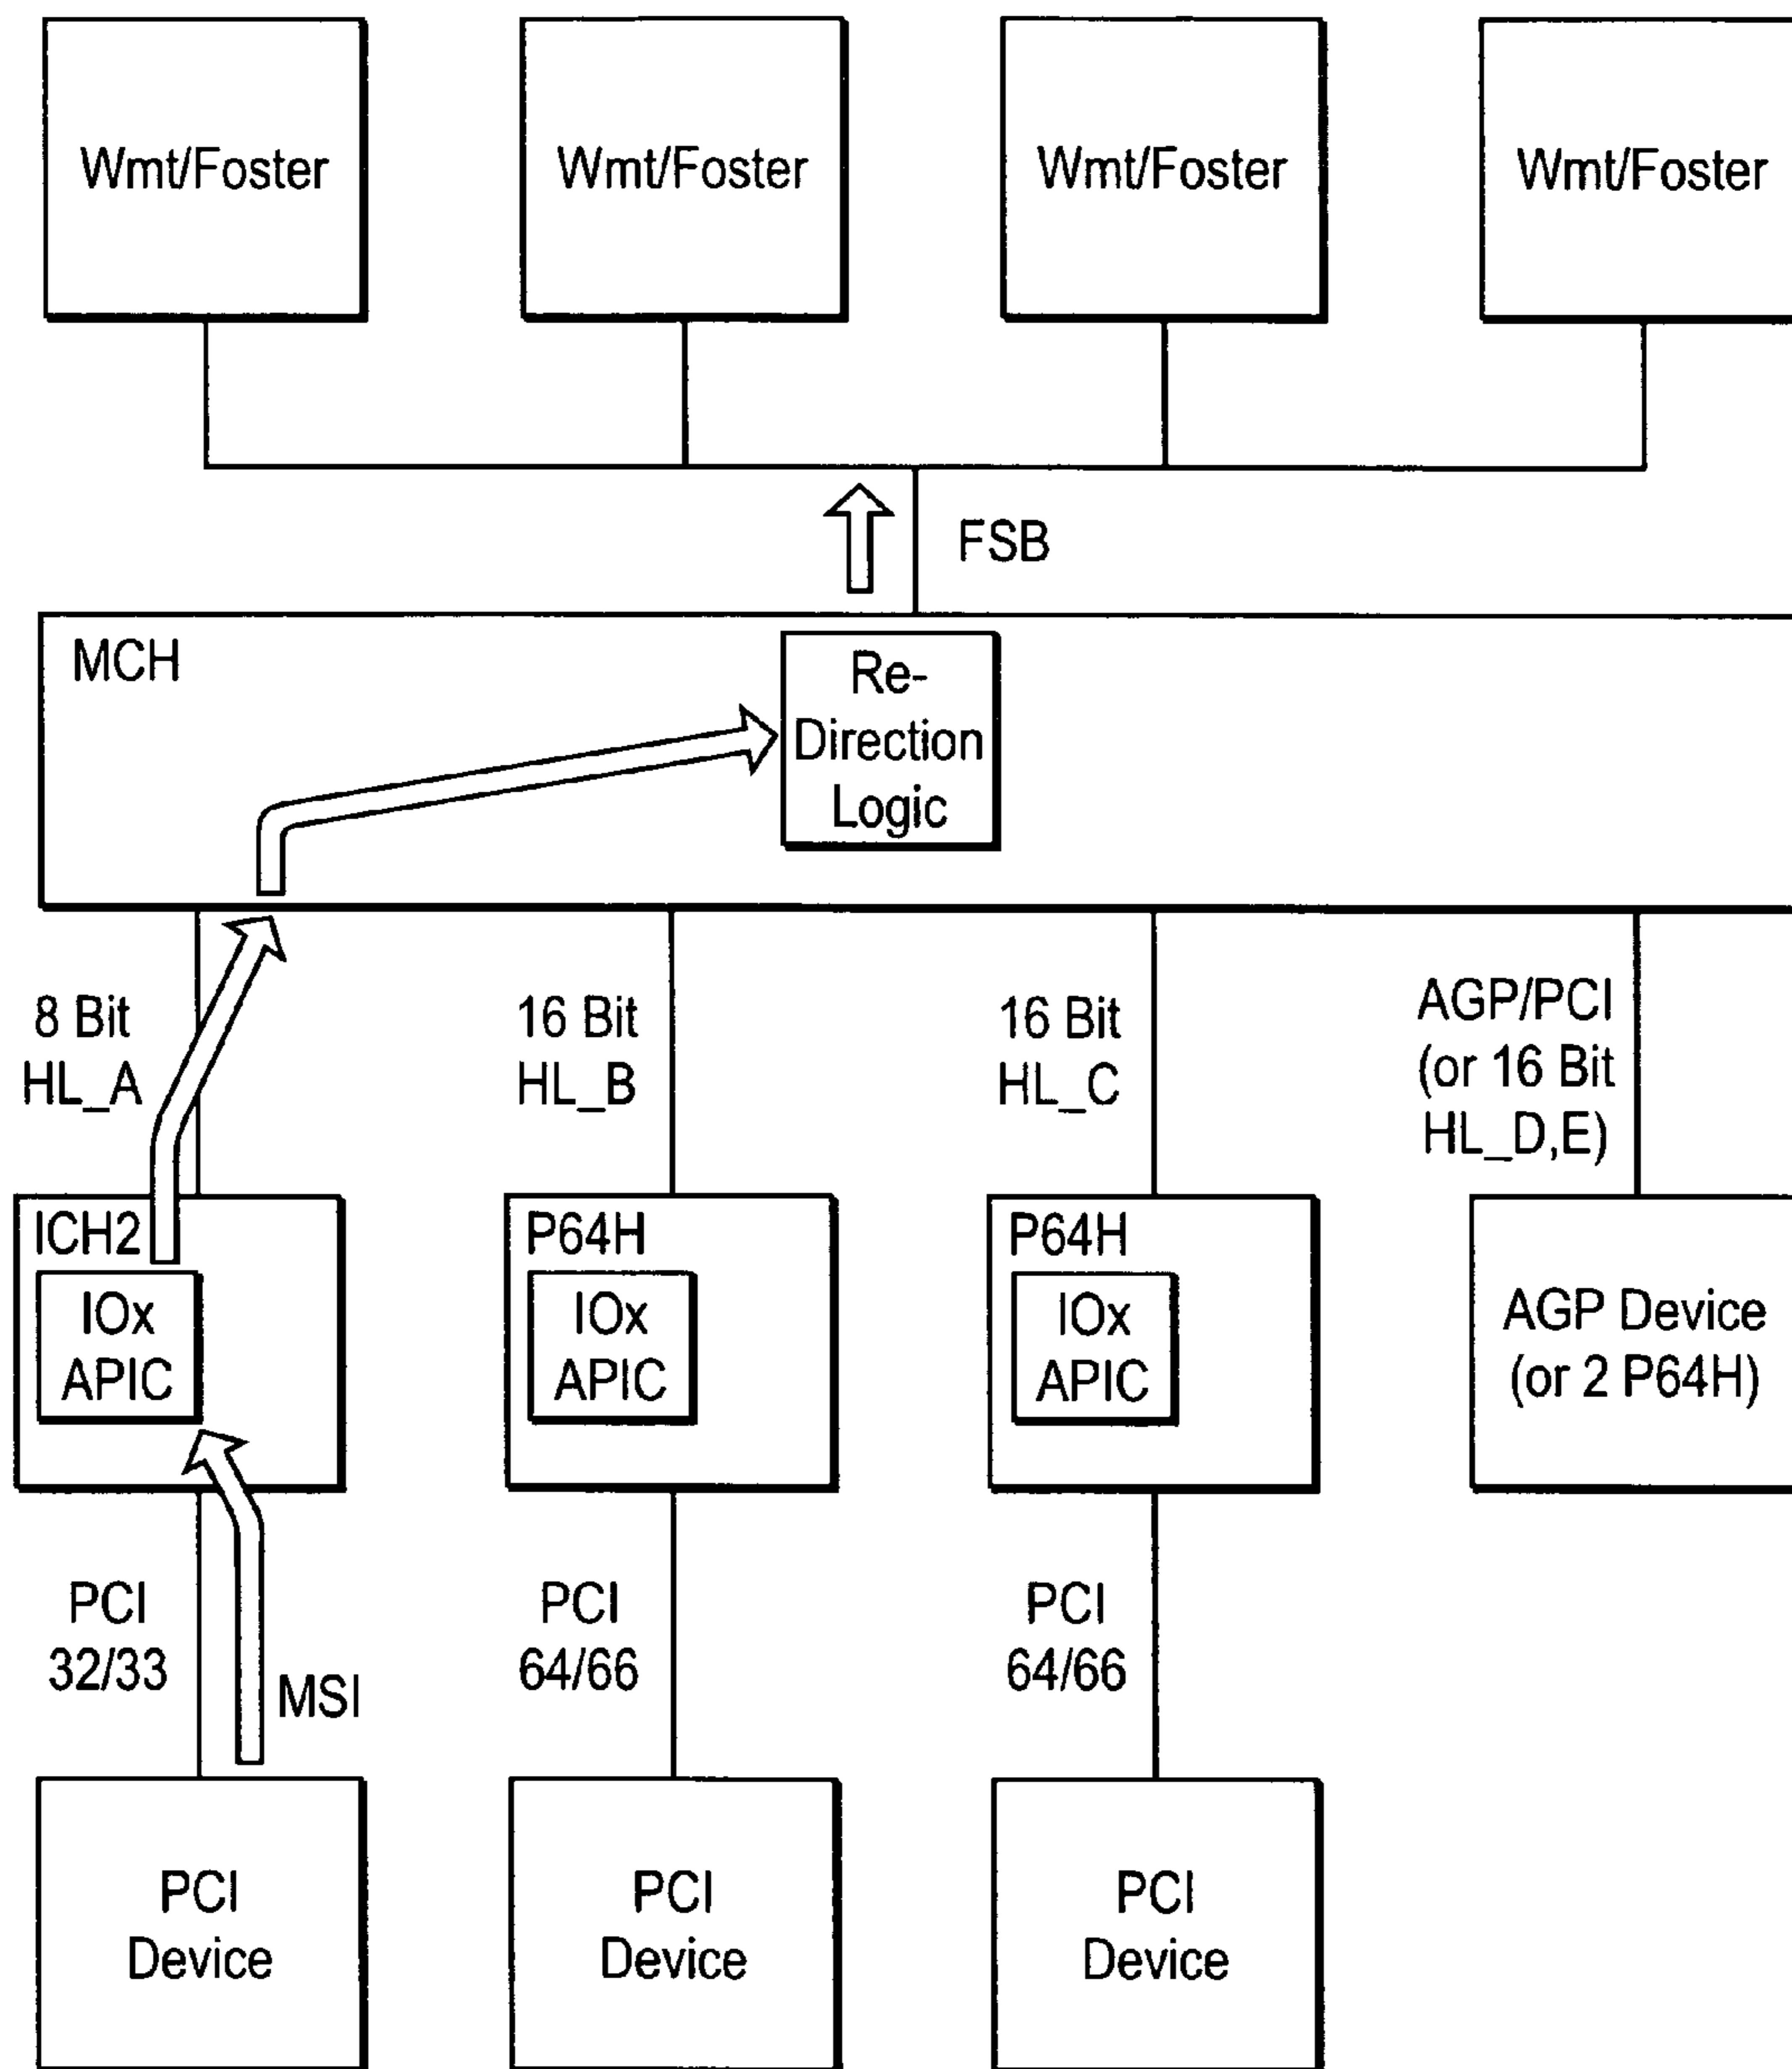 Wmt/Foster
Wmt/Foster
Wmt/Foster
Wmt/Foster
FSB
MCH
Re-
Direction
Logic
8 Bit
HL_A
16 Bit
HL_B
16 Bit
HL_C
AGP/PCI
(or 16 Bit
HL_D,E)
ICH2
IOx
APIC
P64H
IOx
APIC
P64H
IOx
APIC
AGP Device
(or 2 P64H)
PCI
32/33
MSI
PCI
64/66
PCI
64/66
PCI
Device
PCI
Device
PCI
Device